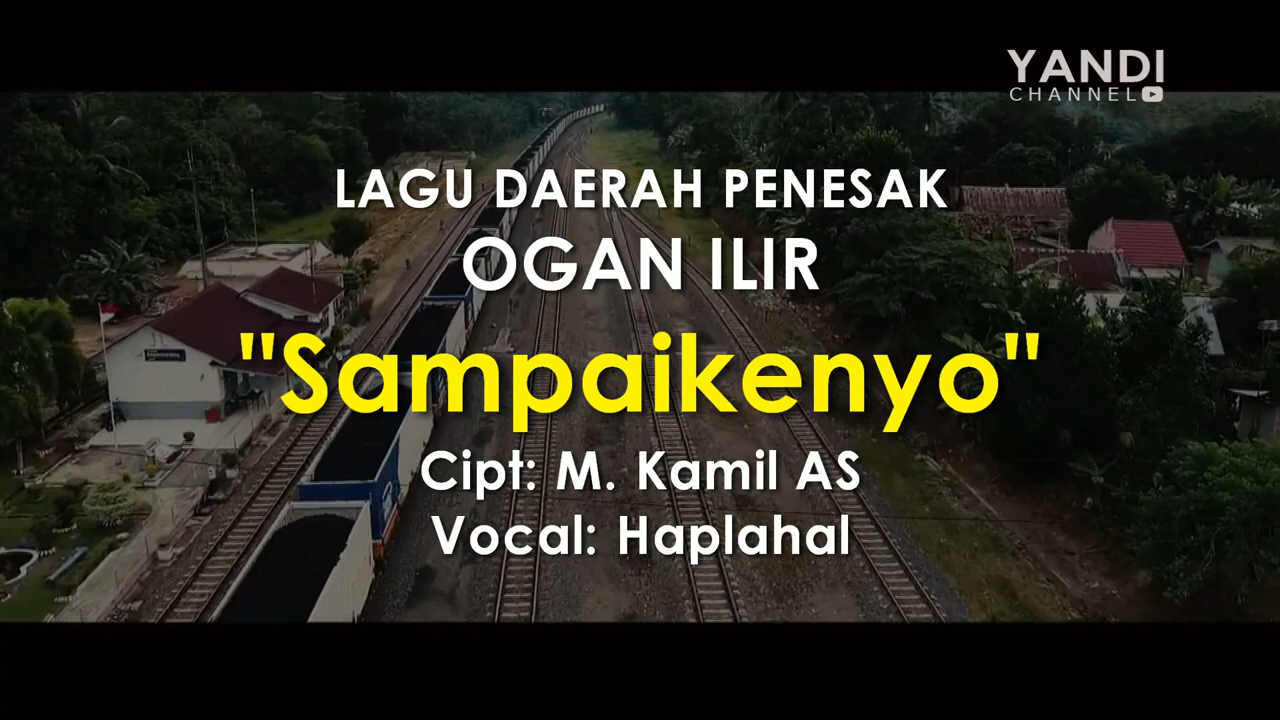 YANDI
CHANNEL
LAGU DAERAH PENESAK
OGAN ILIR
"Sampaikenyo"
Cipt: M. Kamil AS
Vocal: Haplahal